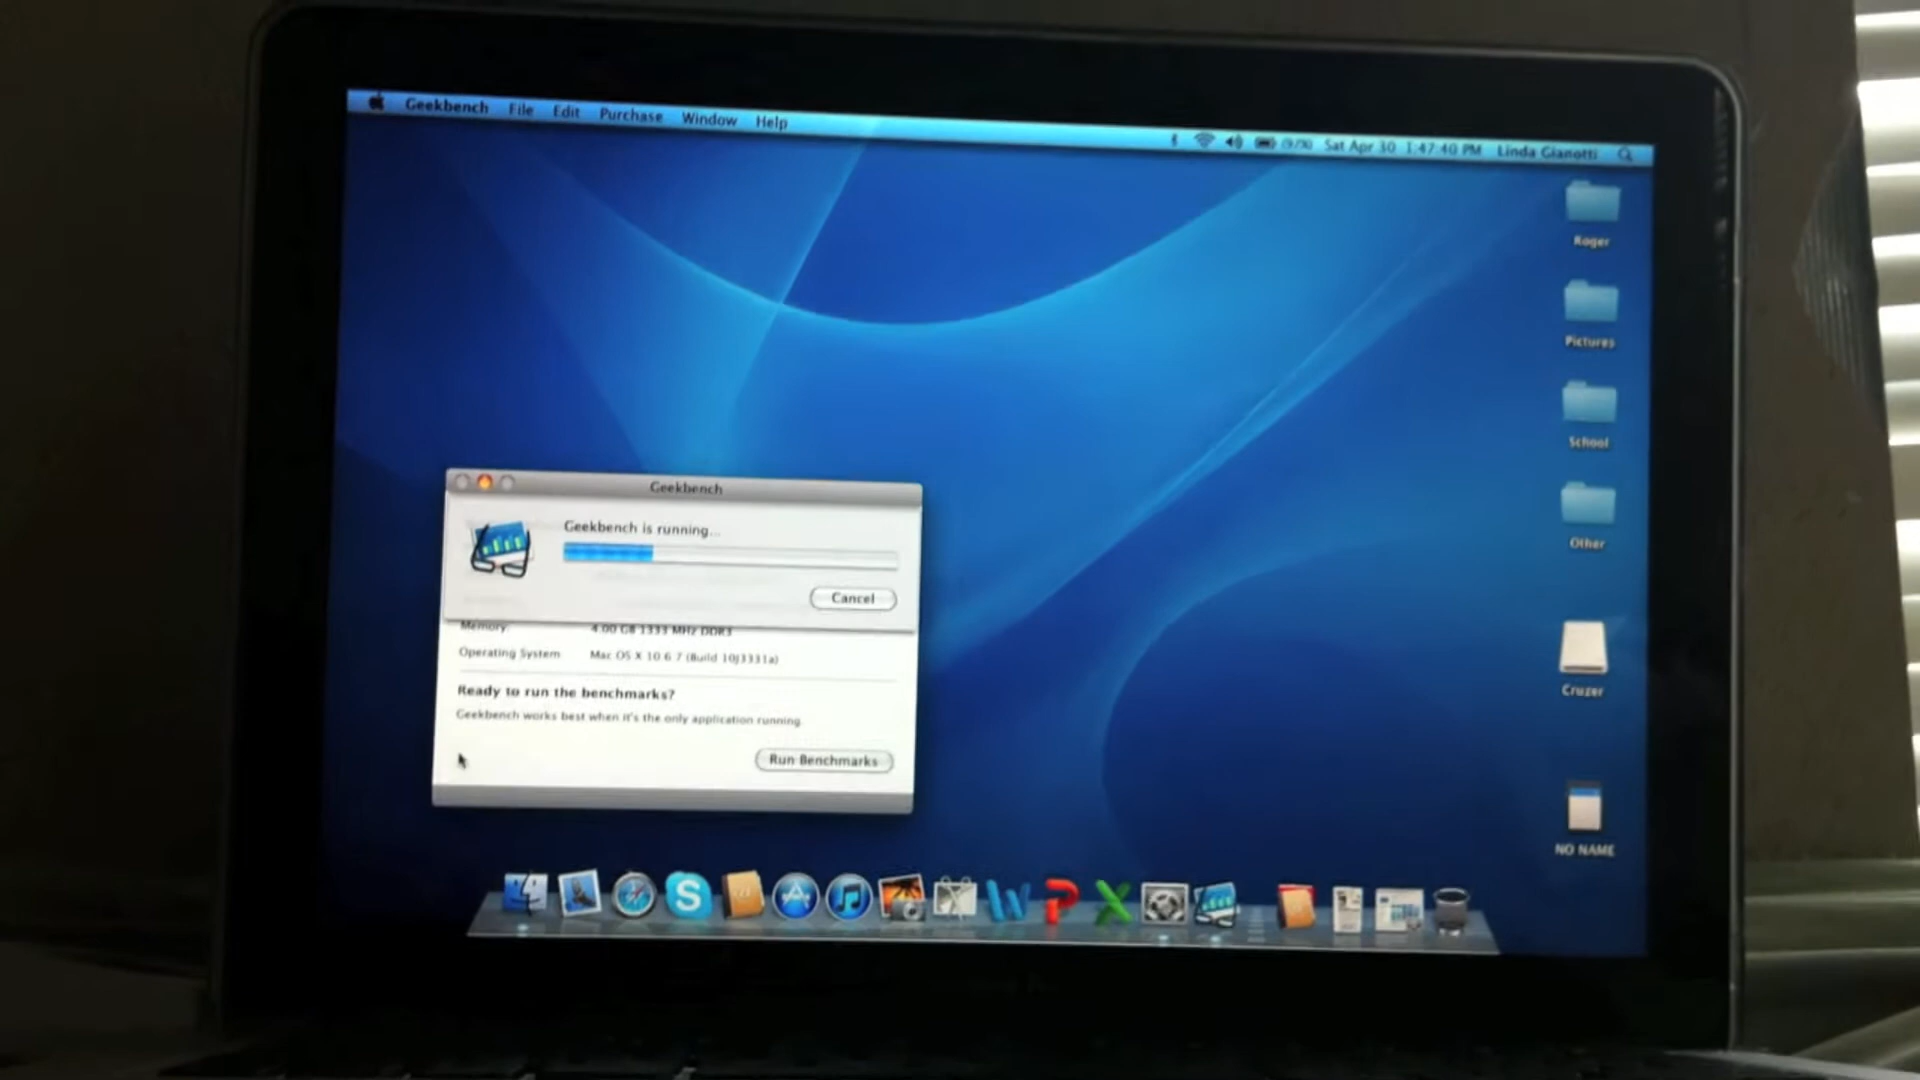 Geekbench File Edit Purchase Window Help
Sat Apr 30 1:47:40 PM Linda Gianotti
Roger
Pictures
School
Other
Cruzer
NO NAME
Geekbench
Geekbench is running...
Cancel
Memory: 4.00 GB 1333 MHz DDR3
Operating System Mac OS X 10.6.7 (Build 10J3331a)
Ready to run the benchmarks?
Geekbench works best when it's the only application running.
Run Benchmarks